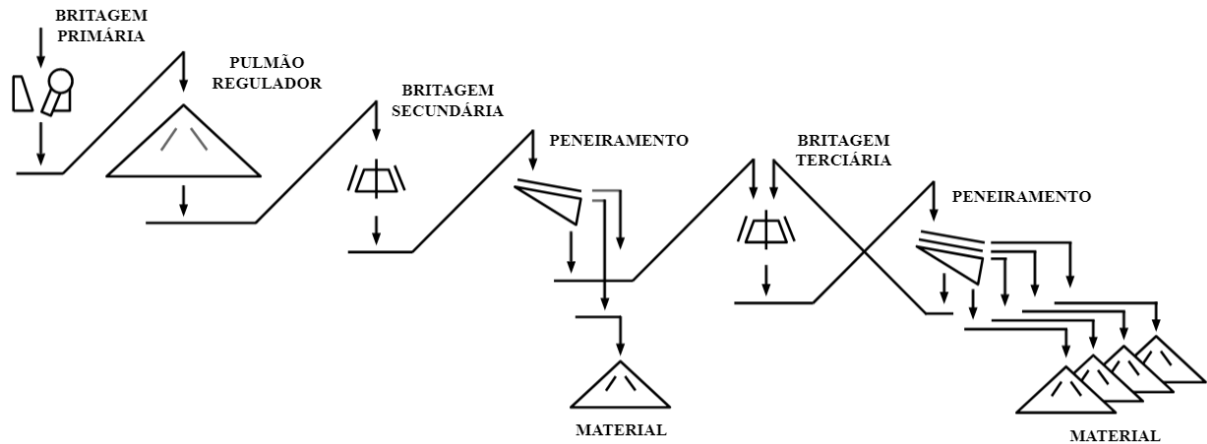 BRITAGEM
PRIMÁRIA
PULMÃO
REGULADOR
BRITAGEM
SECUNDÁRIA
PENEIRAMENTO
BRITAGEM
TERCIÁRIA
PENEIRAMENTO
MATERIAL
MATERIAL